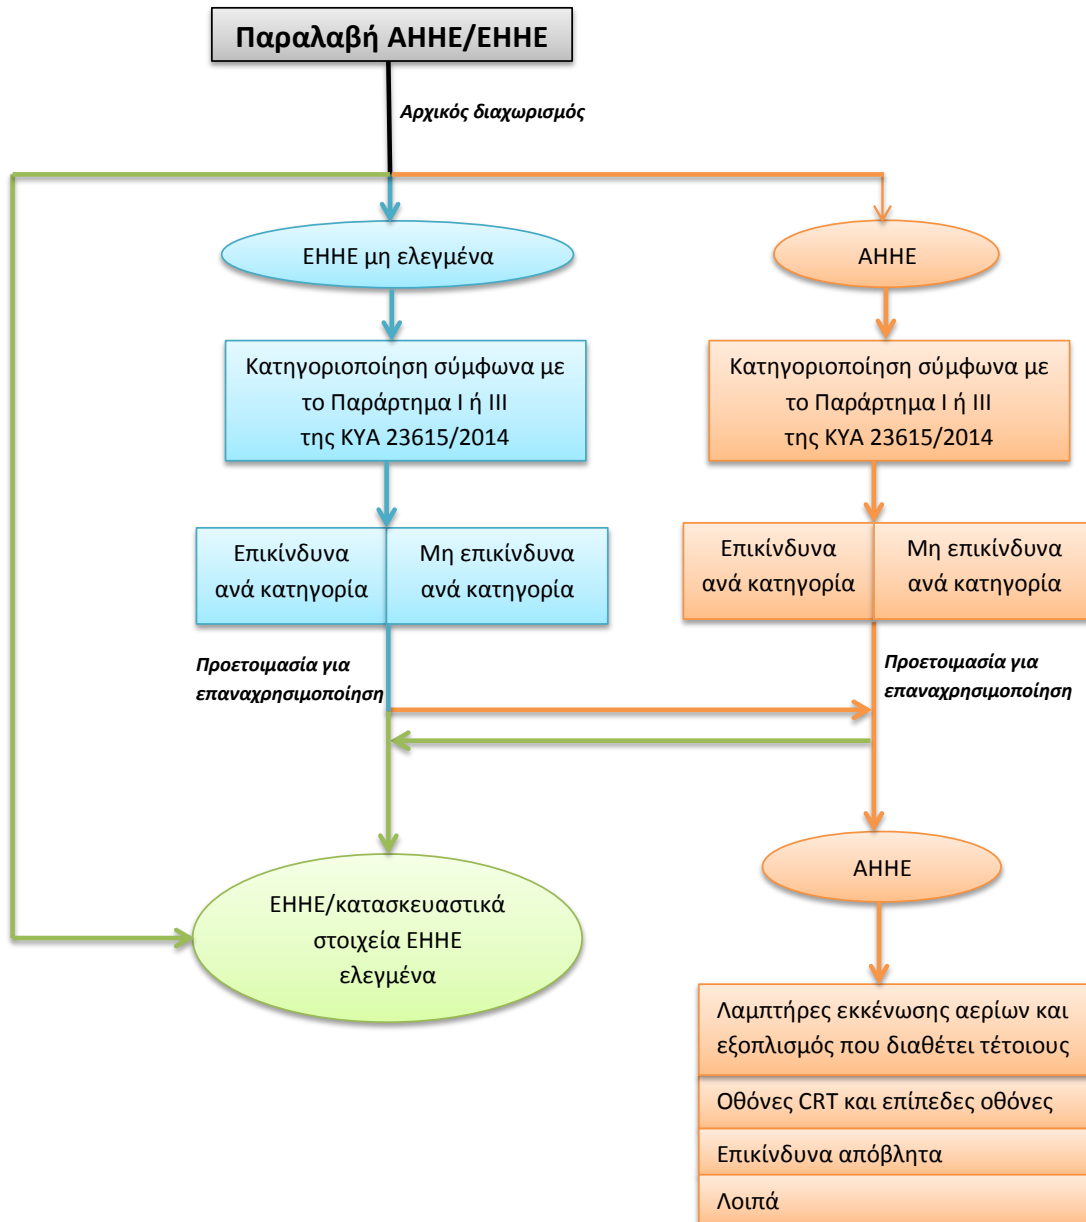 Παραλαβή ΑΗΗΕ/ΕΗΗΕ
Αρχικός διαχωρισμός
ΕΗΗΕ μη ελεγμένα
ΑΗΗΕ
Κατηγοριοποίηση σύμφωνα με
το Παράρτημα Ι ή ΙΙΙ
της ΚΥΑ 23615/2014
Κατηγοριοποίηση σύμφωνα με
το Παράρτημα Ι ή ΙΙΙ
της ΚΥΑ 23615/2014
Επικίνδυνα
ανά κατηγορία
Μη επικίνδυνα
ανά κατηγορία
Επικίνδυνα
ανά κατηγορία
Μη επικίνδυνα
ανά κατηγορία
Προετοιμασία για
επαναχρησιμοποίηση
Προετοιμασία για
επαναχρησιμοποίηση
ΑΗΗΕ
ΕΗΗΕ/κατασκευαστικά
στοιχεία ΕΗΗΕ
ελεγμένα
Λαμπτήρες εκκένωσης αερίων και
εξοπλισμός που διαθέτει τέτοιους
Οθόνες CRT και επίπεδες οθόνες
Επικίνδυνα απόβλητα
Λοιπά